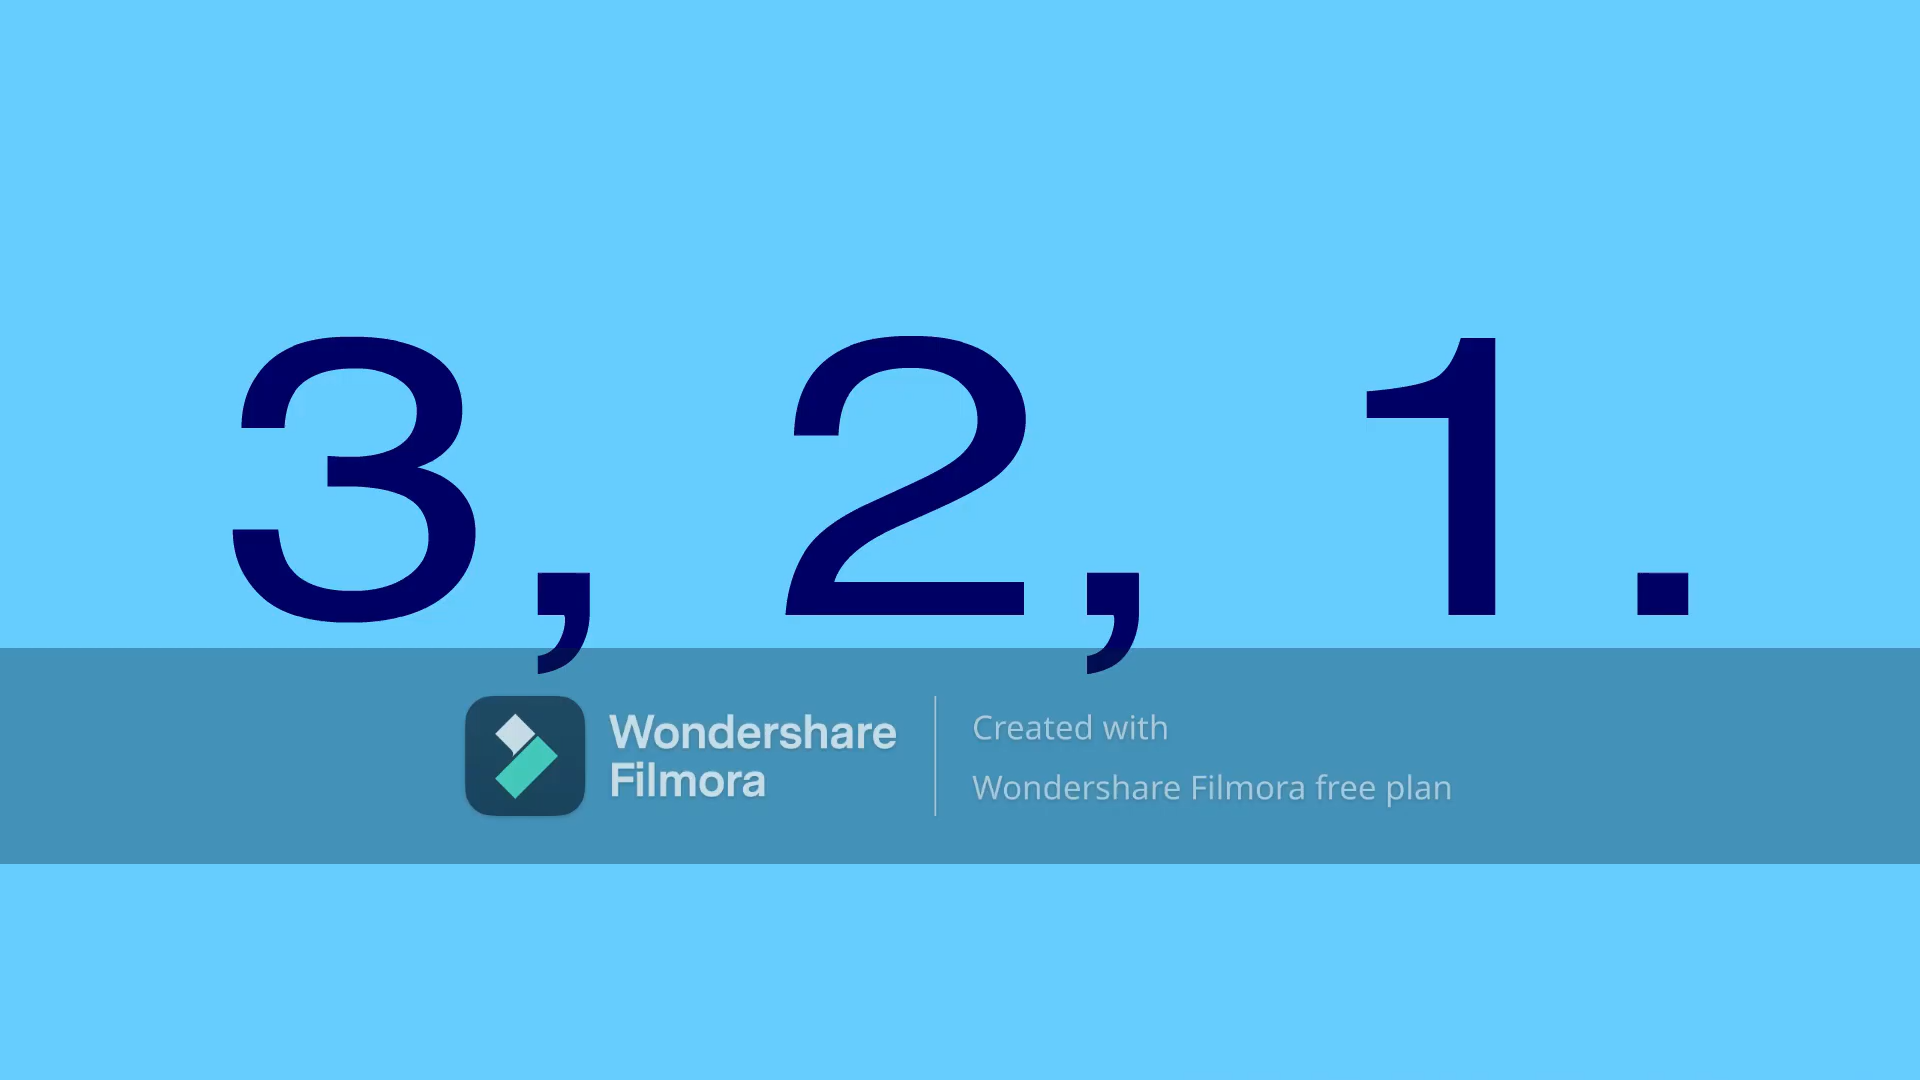 3, 2, 1.
Wondershare
Filmora
Created with
Wondershare Filmora free plan